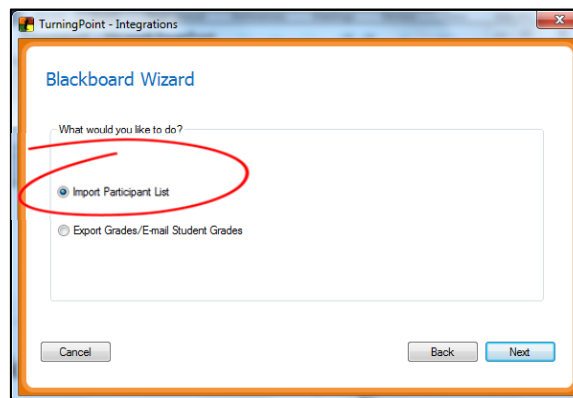 TurningPoint - Integrations
Blackboard Wizard
What would you like to do?
Import Participant List
Export Grades/E-mail Student Grades
Cancel
Back
Next